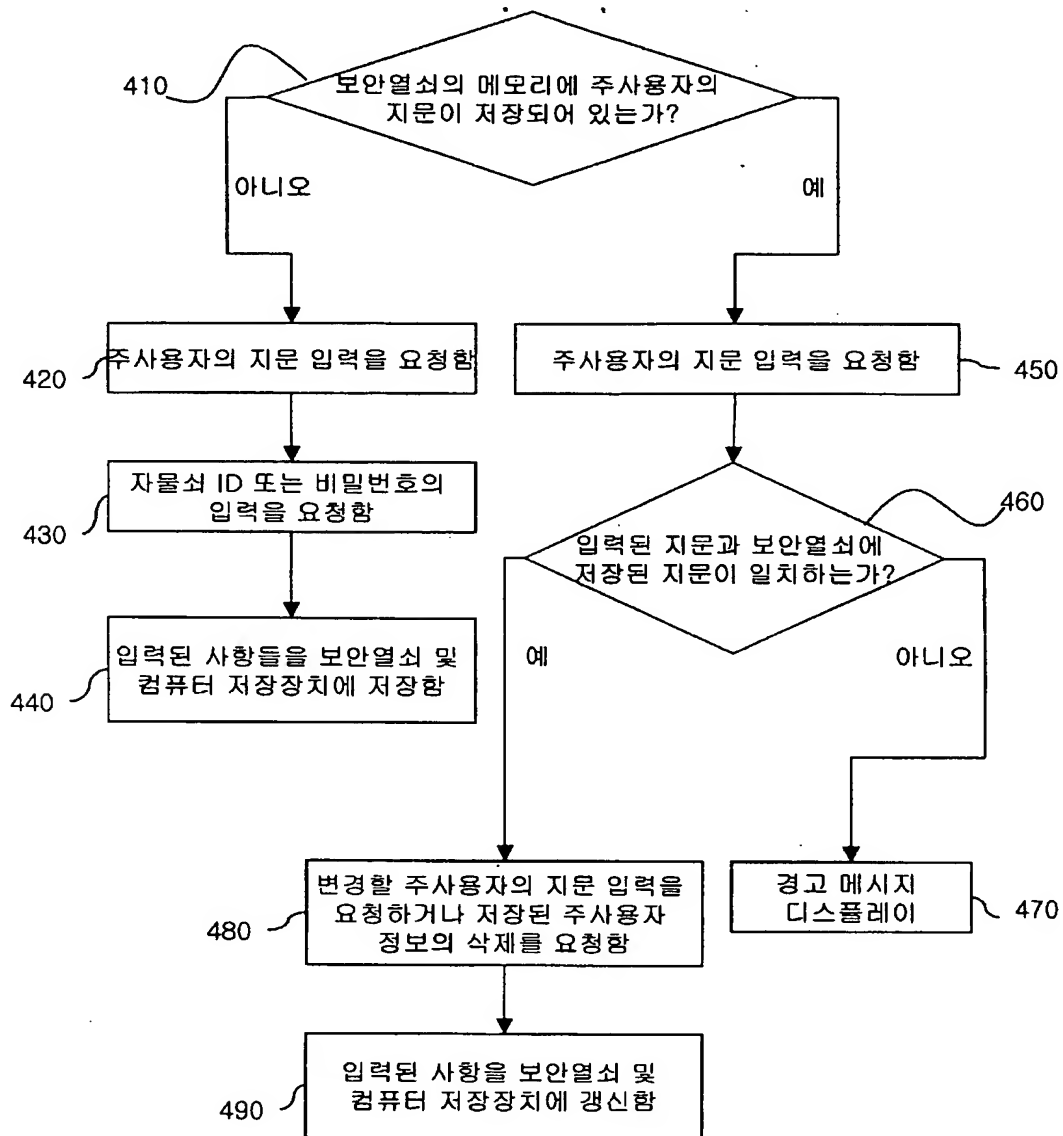 410
보안열쇠의 메모리에 주사용자의
지문이 저장되어 있는가?
아니오
예
420
주사용자의 지문 입력을 요청함
주사용자의 지문 입력을 요청함
450
430
자물쇠 ID 또는 비밀번호의
입력을 요청함
460
입력된 지문과 보안열쇠에
저장된 지문이 일치하는가?
440
입력된 사항들을 보안열쇠 및
컴퓨터 저장장치에 저장함
예
아니오
480
변경할 주사용자의 지문 입력을
요청하거나 저장된 주사용자
정보의 삭제를 요청함
경고 메시지
디스플레이
470
490
입력된 사항을 보안열쇠 및
컴퓨터 저장장치에 갱신함